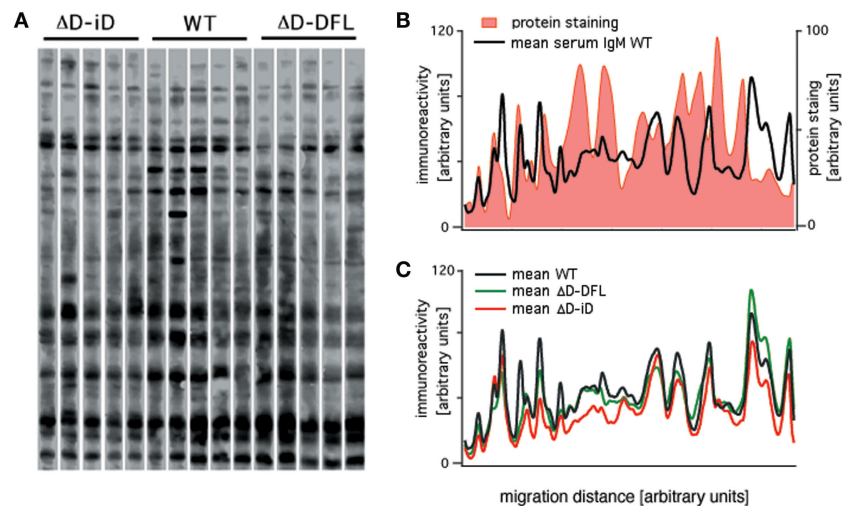 A
ΔD-iD WT ΔD-DFL
B
protein staining
mean serum IgM WT
120
0
immunoreactivity
[arbitrary units]
100
0
protein staing
[arbitrary units]
C
mean WT
mean ΔD-DFL
mean ΔD-iD
120
0
immunoreactivity
[arbitrary units]
migration distance [arbitrary units]